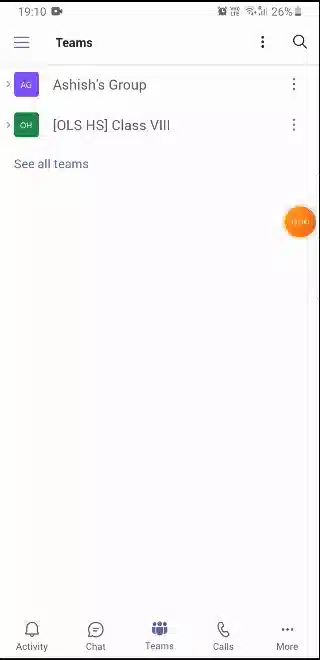 19:10 26%
Teams
AG Ashish's Group
OH [OLS HS] Class VIII
See all teams
Activity Chat Teams Calls More